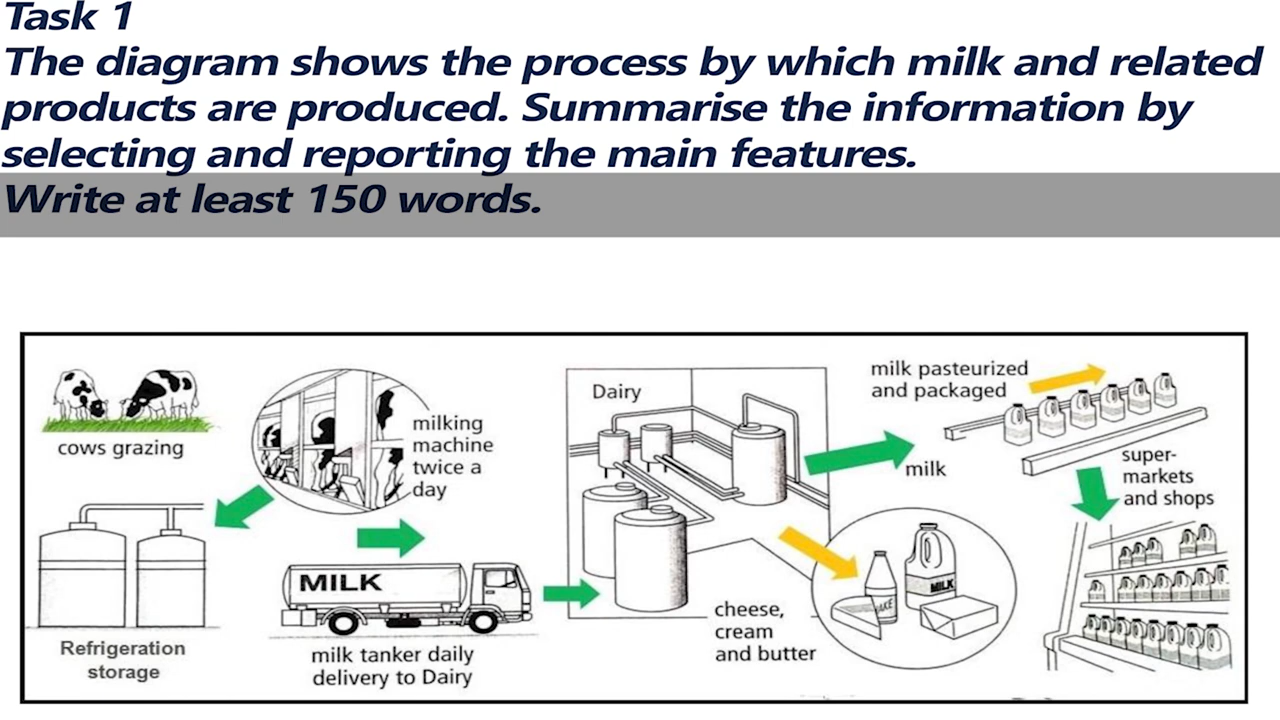 Task 1
The diagram shows the process by which milk and related
products are produced. Summarise the information by
selecting and reporting the main features.
Write at least 150 words.
cows grazing
milking
machine
twice a
day
Refrigeration
storage
MILK
milk tanker daily
delivery to Dairy
Dairy
milk pasteurized
and packaged
milk
super-
markets
and shops
cheese,
cream
and butter
MILK